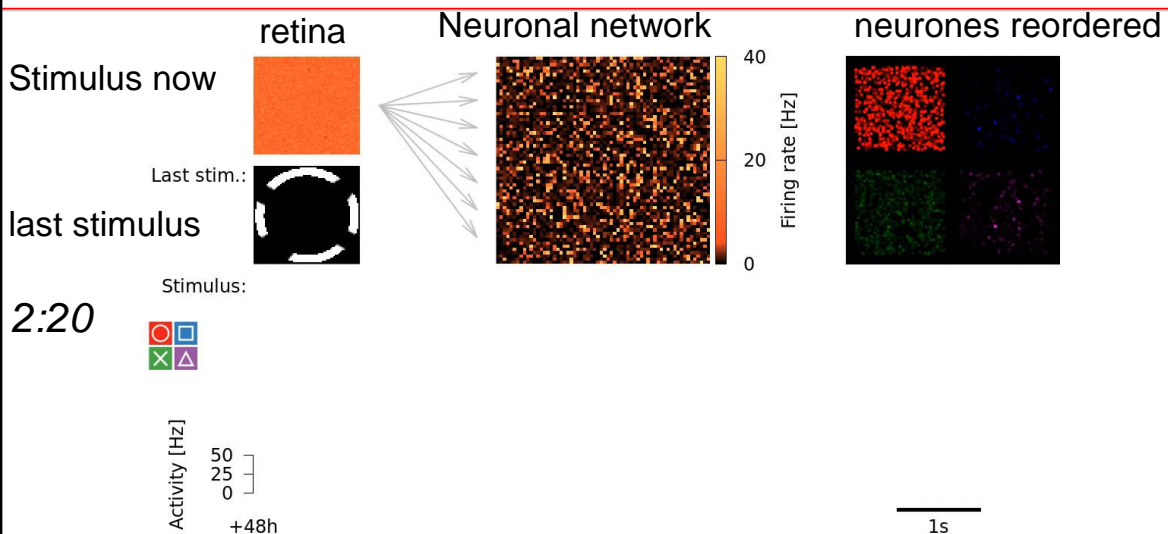 retina
Neuronal network
neurones reordered
Stimulus now
40
20
0
Firing rate [Hz]
Last stim.:
last stimulus
Stimulus:
2:20
Activity [Hz]
50
25
0
+48h
1s